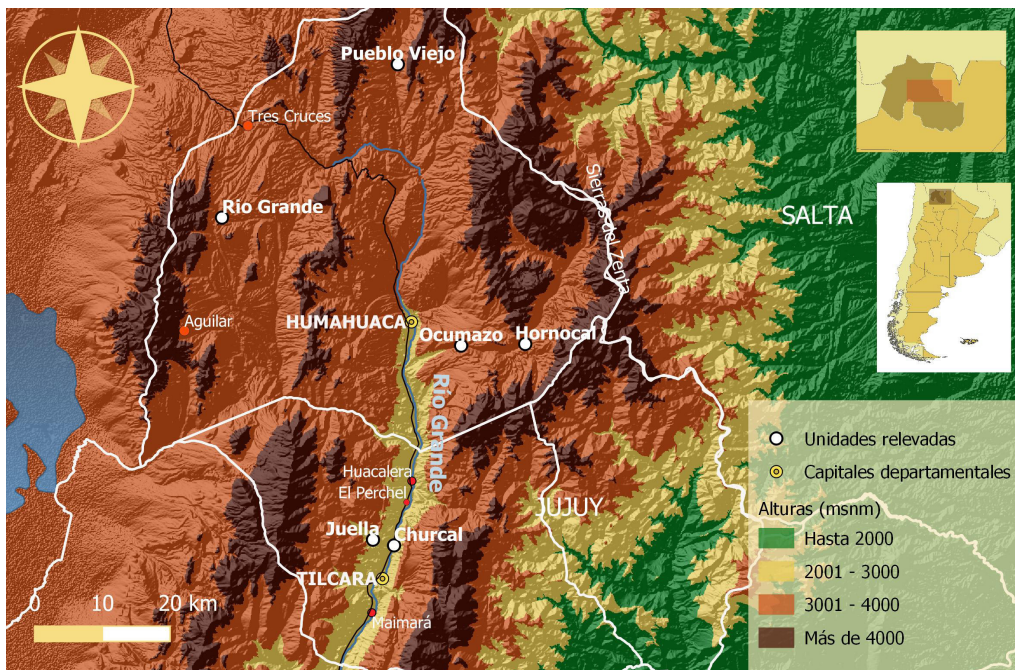 Pueblo Viejo
Tres Cruces
Rio Grande
Sierras del Zenta
SALTA
Aguilar
HUMAHUACA
Ocumazo
Hornocal
Río Grande
Huacalera
El Perchel
JUJUY
Juella
Churcal
TILCARA
Maimará
0 10 20 km
Unidades relevadas
Capitales departamentales
Alturas (msnm)
Hasta 2000
2001 - 3000
3001 - 4000
Más de 4000